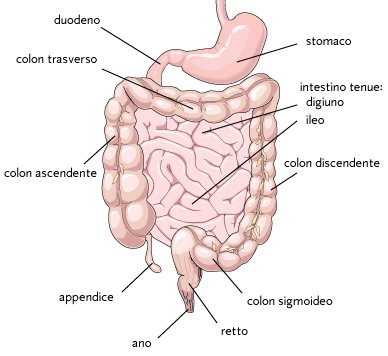 duodeno
stomaco
colon trasverso
intestino tenue:
digiuno
ileo
colon discendente
colon ascendente
appendice
colon sigmoideo
retto
ano